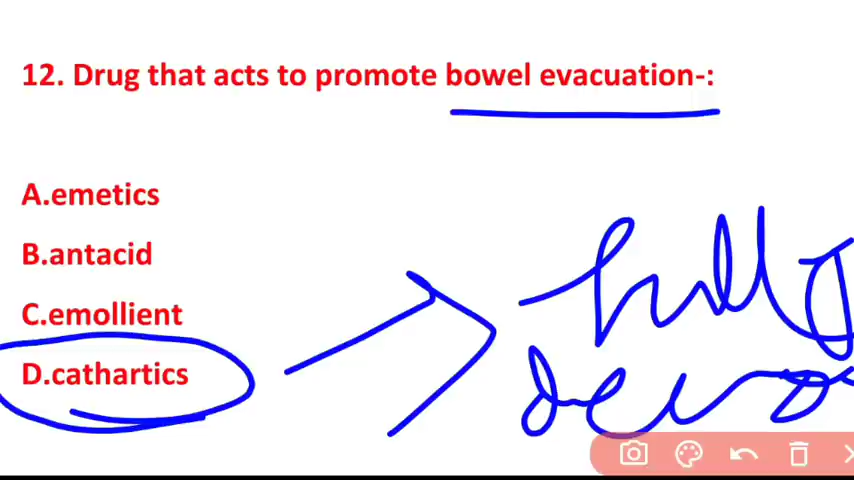 12. Drug that acts to promote bowel evacuation-:
A.emetics
B.antacid
C.emollient
D.cathartics